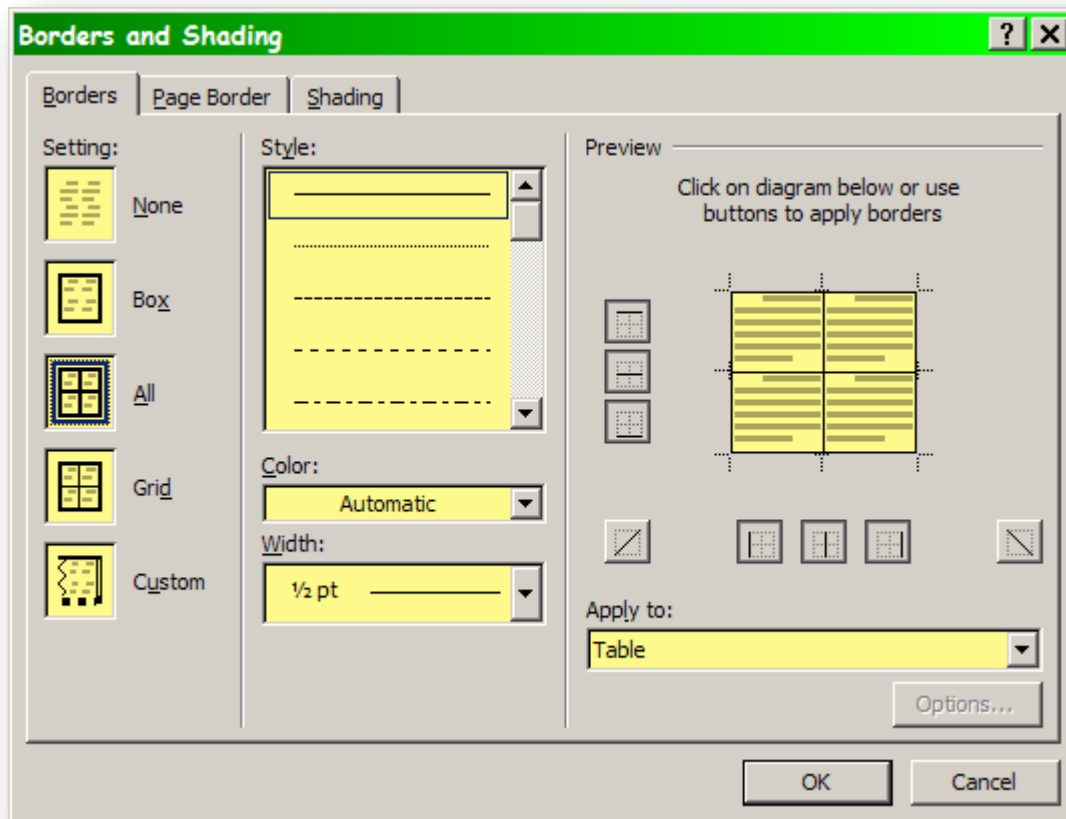 Borders and Shading
Borders
Page Border
Shading
Setting:
None
Box
All
Grid
Custom
Style:
Color:
Automatic
Width:
½ pt
Preview
Click on diagram below or use
buttons to apply borders
Apply to:
Table
Options...
OK
Cancel